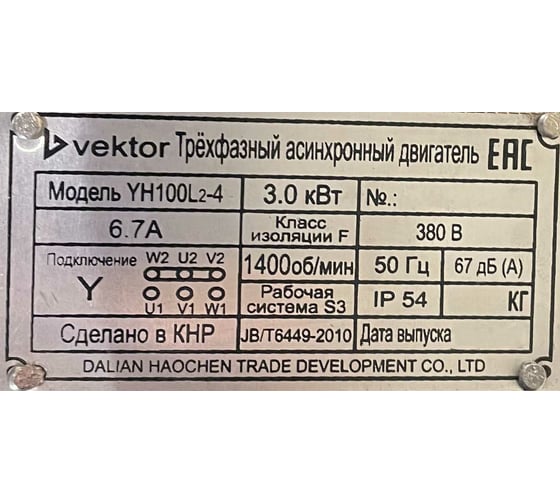 vektor Трёхфазный асинхронный двигатель EAC
Модель YH100L2-4 3.0 кВт №.:
6.7А Класс изоляции F 380 В
Подключение W2 U2 V2 1400об/мин 50 Гц 67 дБ (А)
Y U1 V1 W1 Рабочая система S3 IP 54 КГ
Сделано в КНР JB/T6449-2010 Дата выпуска
DALIAN HAOCHEN TRADE DEVELOPMENT CO., LTD